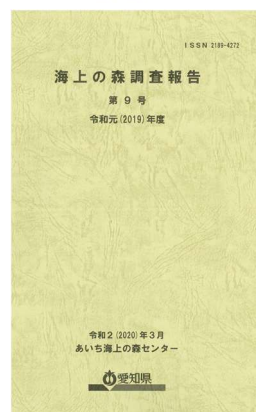 ISSN 2189-4272
海上の森調査報告
第9号
令和元(2019)年度
令和2(2020)年3月
あいち海上の森センター
愛知県